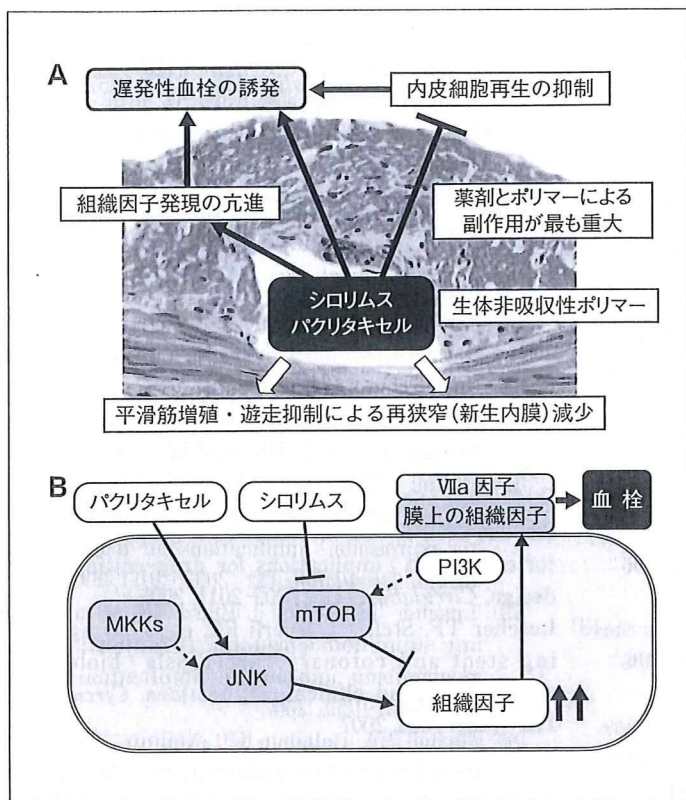 A
遅発性血栓の誘発
内皮細胞再生の抑制
組織因子発現の亢進
薬剤とポリマーによる
副作用が最も重大
シロリムス
パクリタキセル
生体非吸収性ポリマー
平滑筋増殖・遊走抑制による再狭窄(新生内膜)減少
B
パクリタキセル
シロリムス
Ⅶa 因子
膜上の組織因子
血 栓
PI3K
MKKs
mTOR
JNK
組織因子